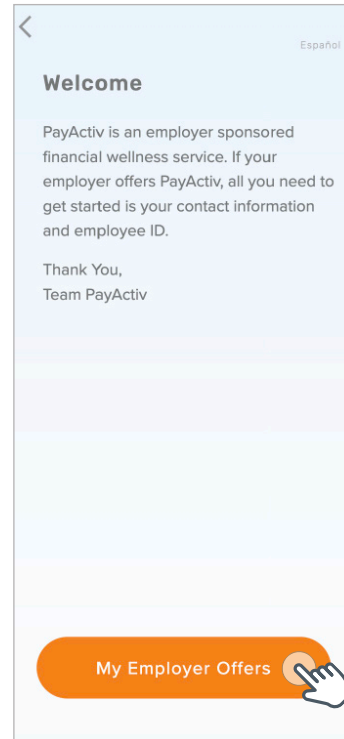 Español
Welcome
PayActiv is an employer sponsored
financial wellness service. If your
employer offers PayActiv, all you need to
get started is your contact information
and employee ID.
Thank You,
Team PayActiv
My Employer Offers